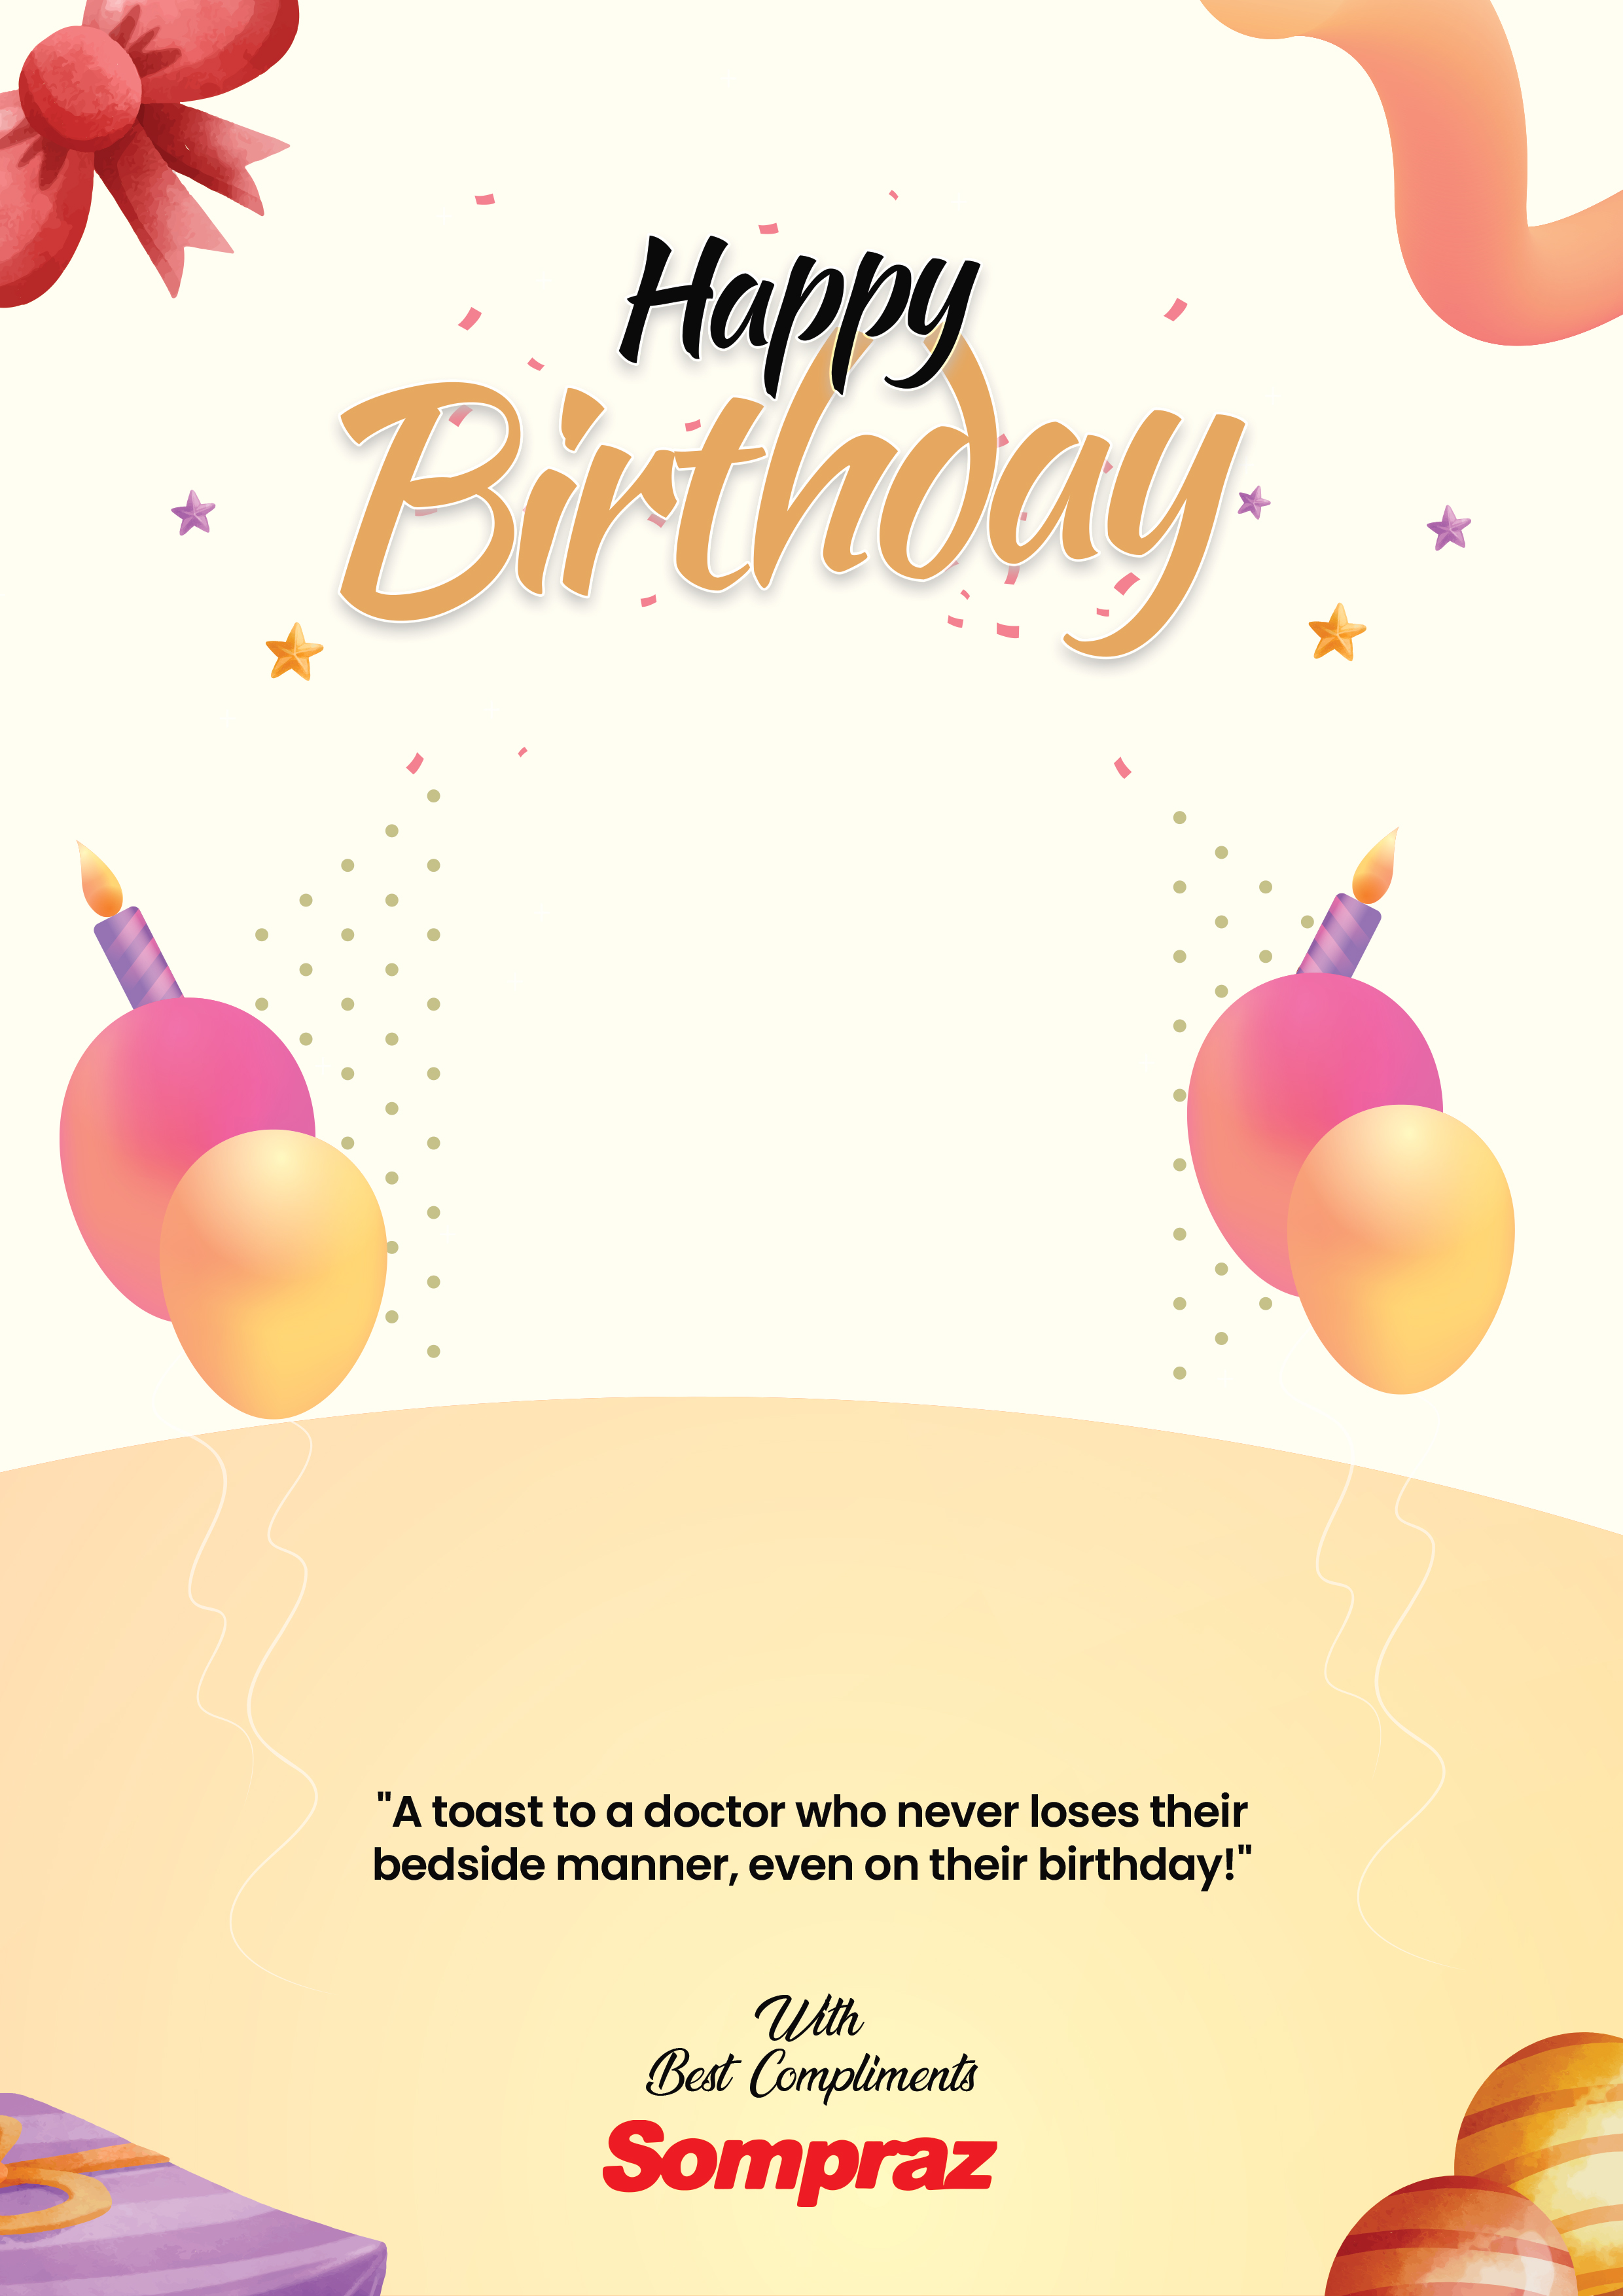 Happy
Birthday
"A toast to a doctor who never loses their
bedside manner, even on their birthday!"
With
Best Compliments
Sompraz